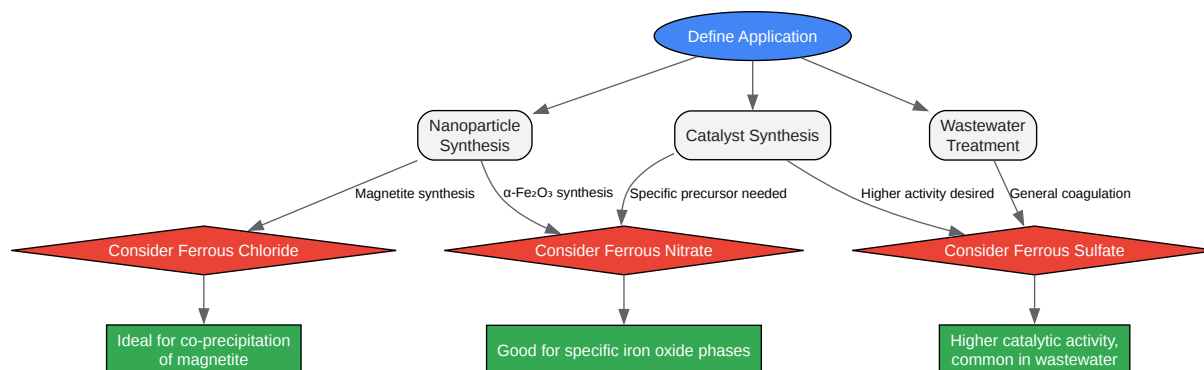 Define Application
Nanoparticle
Synthesis
Catalyst Synthesis
Wastewater
Treatment
Magnetite synthesis
α-Fe₂O₃ synthesis
Specific precursor needed
Higher activity desired
General coagulation
Consider Ferrous Chloride
Consider Ferrous Nitrate
Consider Ferrous Sulfate
Ideal for co-precipitation
of magnetite
Good for specific iron oxide phases
Higher catalytic activity,
common in wastewater